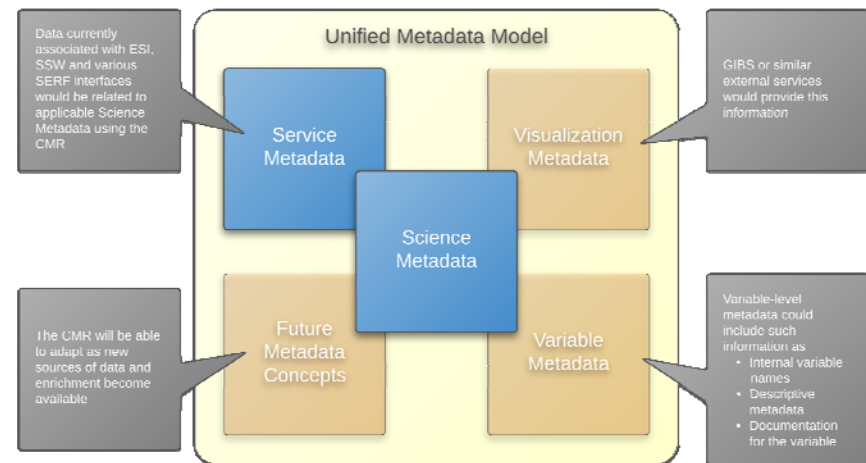 Unified Metadata Model
Data currently
associated with ESI,
SSW and various
SERF interfaces
would be related to
applicable Science
Metadata using the
CMR
Service
Metadata
Visualization
Metadata
GIBS or similar
external services
would provide this
information
Science
Metadata
The CMR will be able
to adapt as new
sources of data and
enrichment become
available
Future
Metadata
Concepts
Variable
Metadata
Variable-level
metadata could
include such
information as
• Internal variable
names
• Descriptive
metadata
• Documentation
for the variable